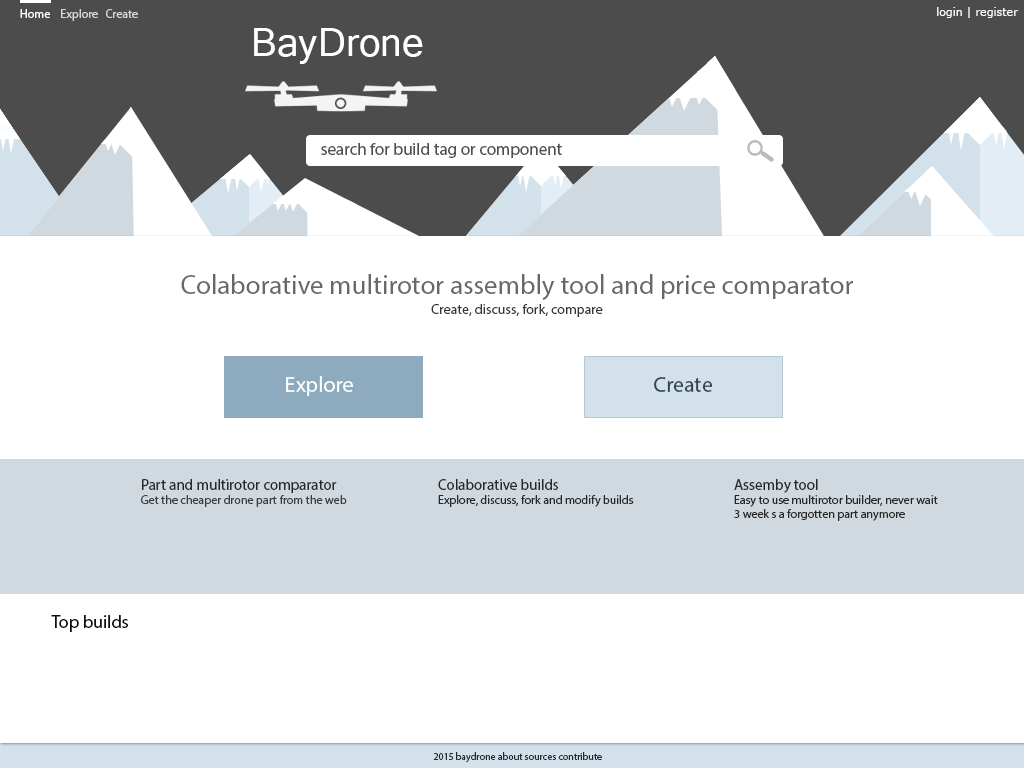 Home Explore Create
login | register
BayDrone
search for build tag or component
Colaborative multirotor assembly tool and price comparator
Create, discuss, fork, compare
Explore
Create
Part and multirotor comparator
Get the cheaper drone part from the web
Colaborative builds
Explore, discuss, fork and modify builds
Assemby tool
Easy to use multirotor builder, never wait
3 week s a forgotten part anymore
Top builds
2015 baydrone about sources contribute